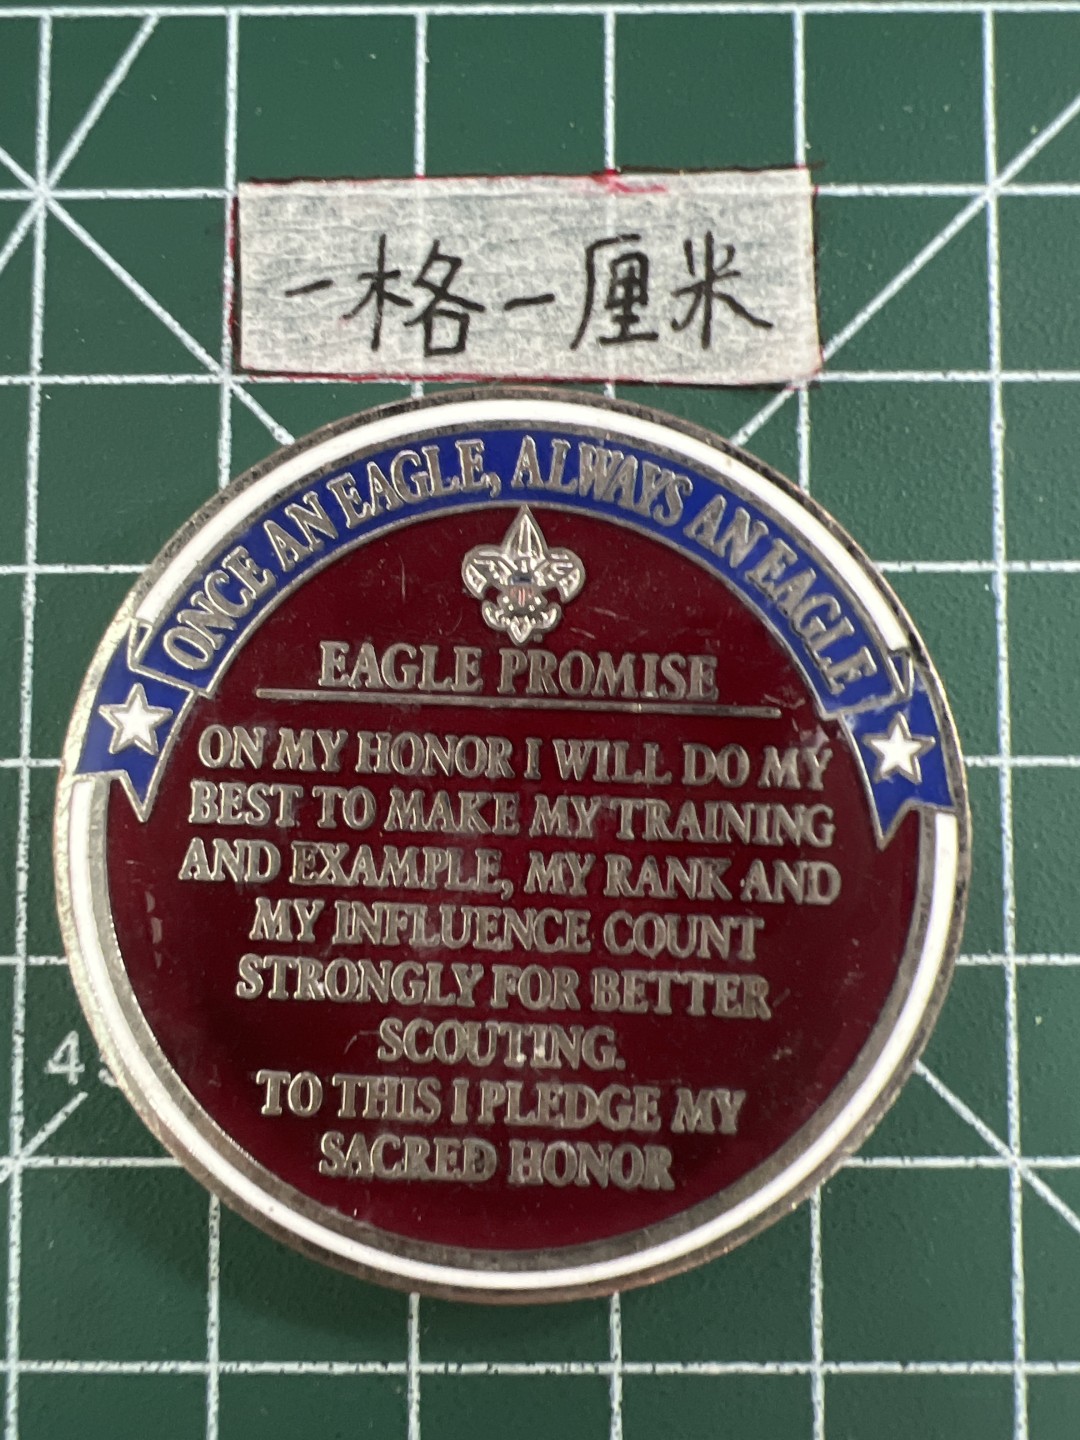 一格一厘米
ONCE AN EAGLE, ALWAYS AN EAGLE
EAGLE PROMISE
ON MY HONOR I WILL DO MY
BEST TO MAKE MY TRAINING
AND EXAMPLE, MY RANK AND
MY INFLUENCE COUNT
STRONGLY FOR BETTER
SCOUTING.
TO THIS I PLEDGE MY
SACRED HONOR